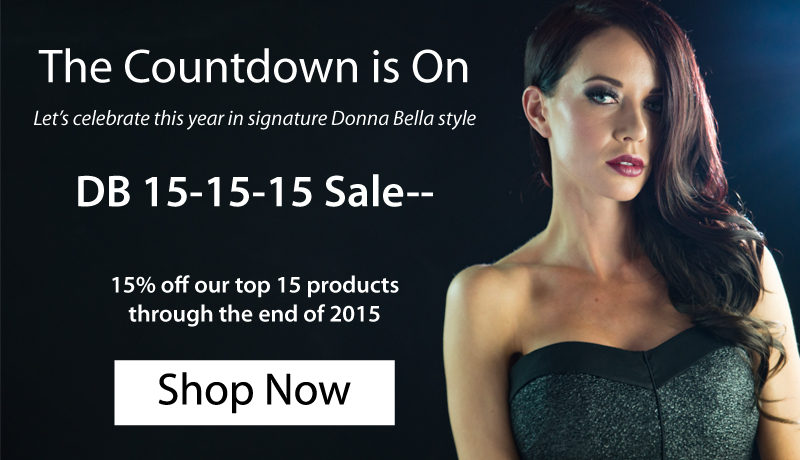 The Countdown is On
Let's celebrate this year in signature Donna Bella style
DB 15-15-15 Sale--
15% off our top 15 products
through the end of 2015
Shop Now